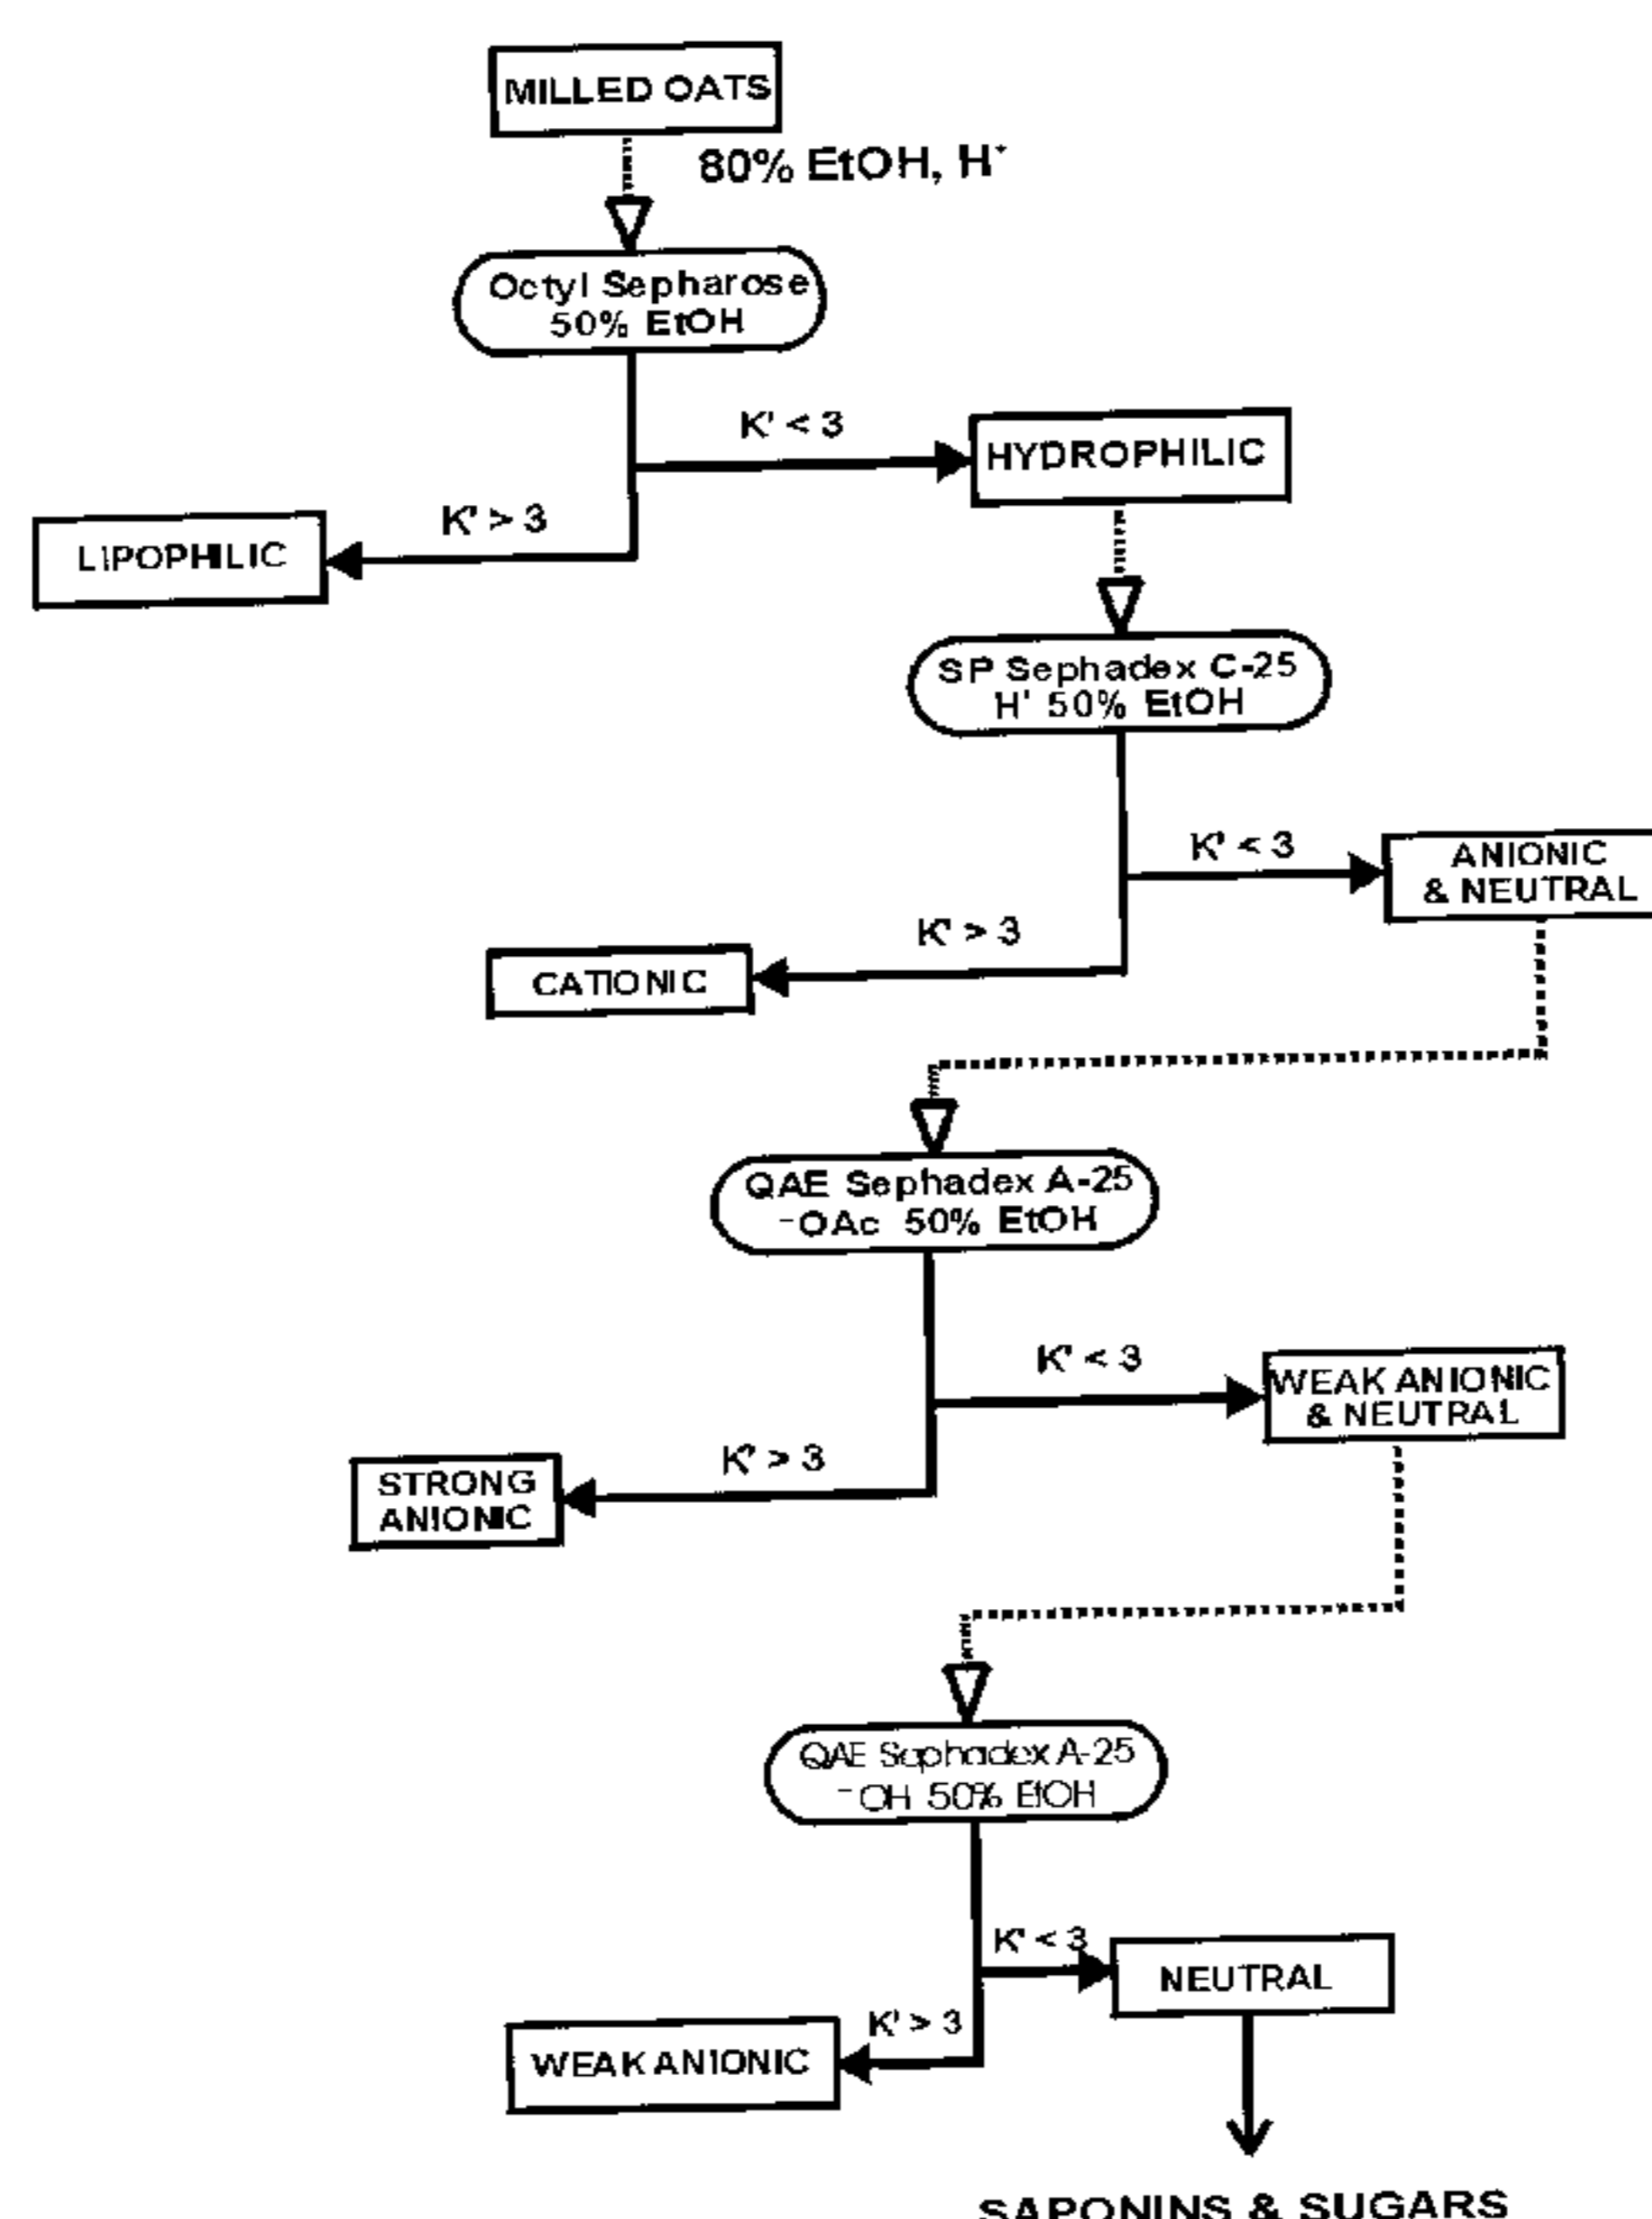 MILLED OATS
80% EtOH, H+
Octyl Sepharose
50% EtOH
K' < 3
HYDROPHILIC
K' > 3
LIPOPHILIC
SP Sephadex C-25
H' 50% EtOH
K' < 3
ANIONIC
& NEUTRAL
K' > 3
CATIONIC
QAE Sephadex A-25
⁻OAc 50% EtOH
K' < 3
WEAK ANIONIC
& NEUTRAL
K' > 3
STRONG
ANIONIC
QAE Sephadex A-25
⁻OH 50% EtOH
K' < 3
NEUTRAL
K' > 3
WEAK ANIONIC
SAPONINS & SUGARS